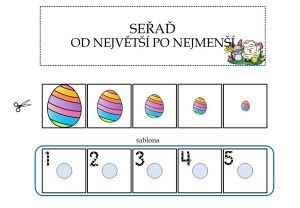 SEŘAĎ
OD NEJVĚTŠÍ PO NEJMENŠÍ
šablona
1 2 3 4 5